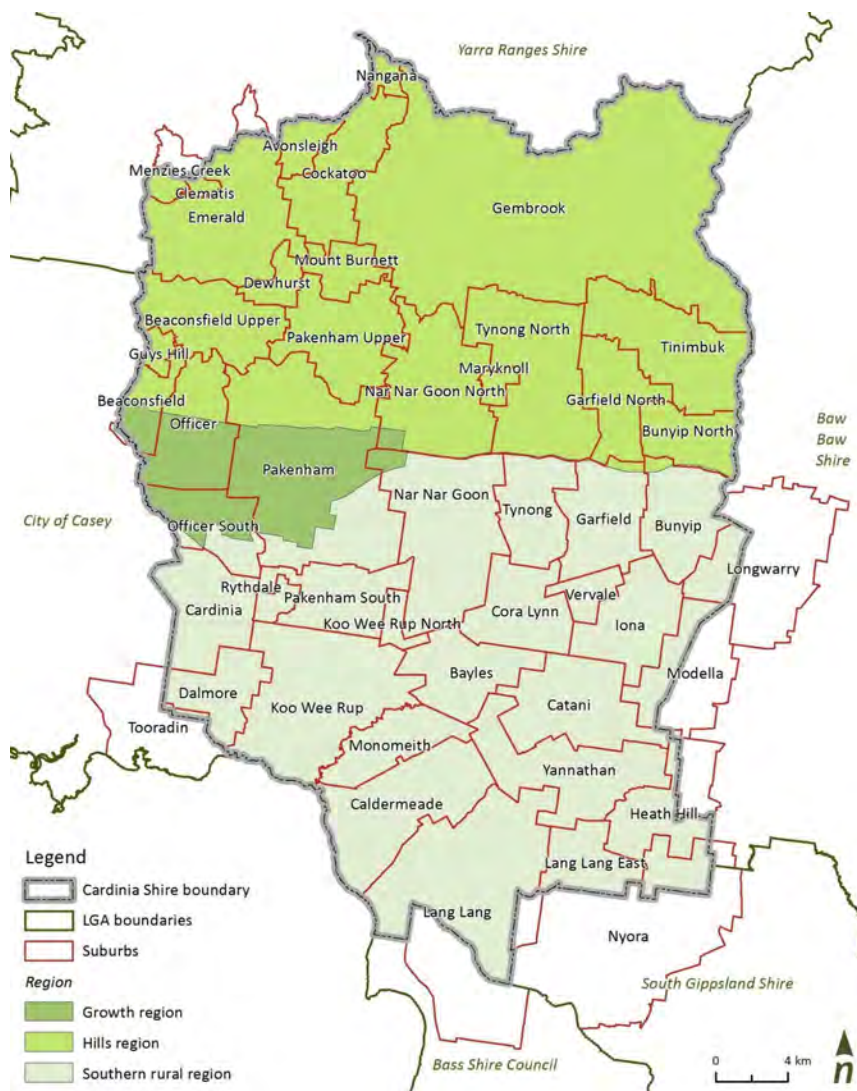 Yarra Ranges Shire
Nangana
Avonsleigh
Menzies Creek
Cockatoo
Clematis
Emerald
Gembrook
Mount Burnett
Dewhurst
Beaconsfield Upper
Pakenham Upper
Tynong North
Tinimbuk
Guys Hill
Maryknoll
Nar Nar Goon North
Beaconsfield
Garfield North
Officer
Bunyip North
Baw
Baw
Shire
Pakenham
Nar Nar Goon
Tynong
Garfield
Bunyip
City of Casey
Officer South
Longwarry
Rythdale
Pakenham South
Vervale
Cardinia
Cora Lynn
Koo Wee Rup North
Iona
Bayles
Modella
Dalmore
Koo Wee Rup
Catani
Tooradin
Monomeith
Yannathan
Caldermeade
Heath Hill
Legend
Lang Lang East
Cardinia Shire boundary
LGA boundaries
Lang Lang
Suburbs
Nyora
Region
South Gippsland Shire
Growth region
Hills region
Southern rural region
Bass Shire Council
0 4 km
n